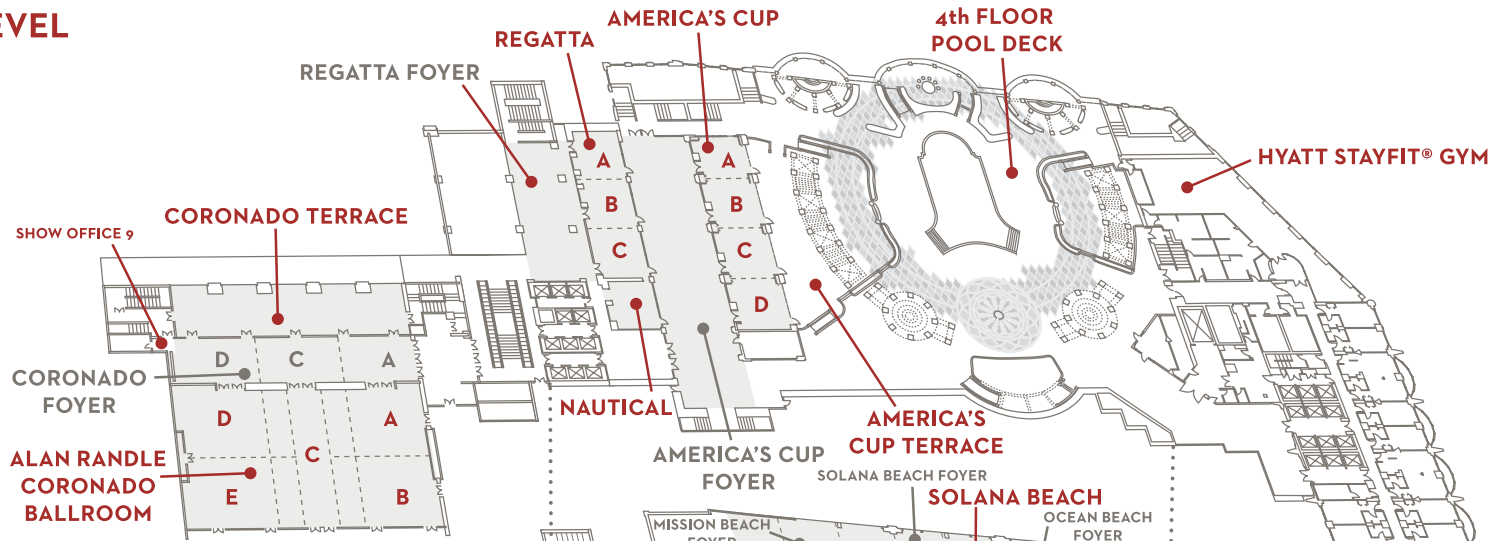 EVEL
AMERICA'S CUP
4th FLOOR
POOL DECK
REGATTA
REGATTA FOYER
HYATT STAYFIT® GYM
A
B
C
A
B
C
D
CORONADO TERRACE
SHOW OFFICE 9
D
C
A
CORONADO
FOYER
D
A
C
E
B
ALAN RANDLE
CORONADO
BALLROOM
NAUTICAL
AMERICA'S CUP
FOYER
AMERICA'S
CUP TERRACE
SOLANA BEACH FOYER
SOLANA BEACH
MISSION BEACH
FOYER
OCEAN BEACH
FOYER